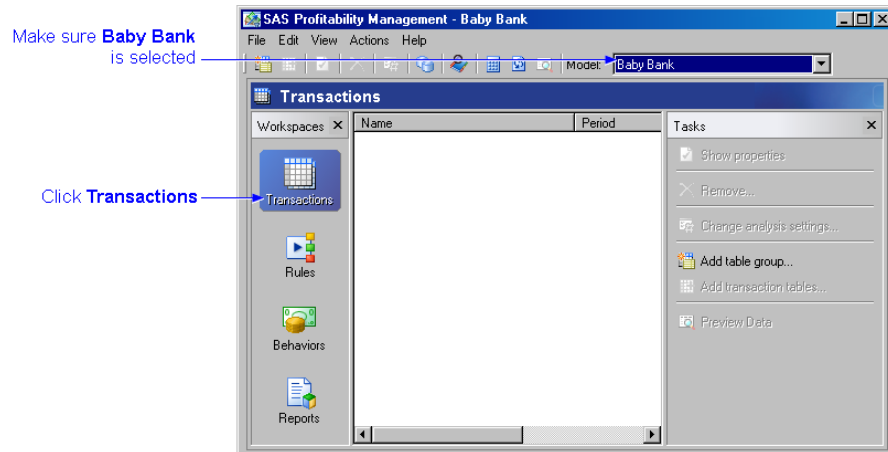 SAS Profitability Management - Baby Bank
Make sure Baby Bank
is selected
File Edit View Actions Help
Model: Baby Bank
Transactions
Workspaces
Name Period
Tasks
Transactions
Rules
Behaviors
Reports
Show properties
Remove...
Change analysis settings...
Add table group...
Add transaction tables...
Preview Data
Click Transactions